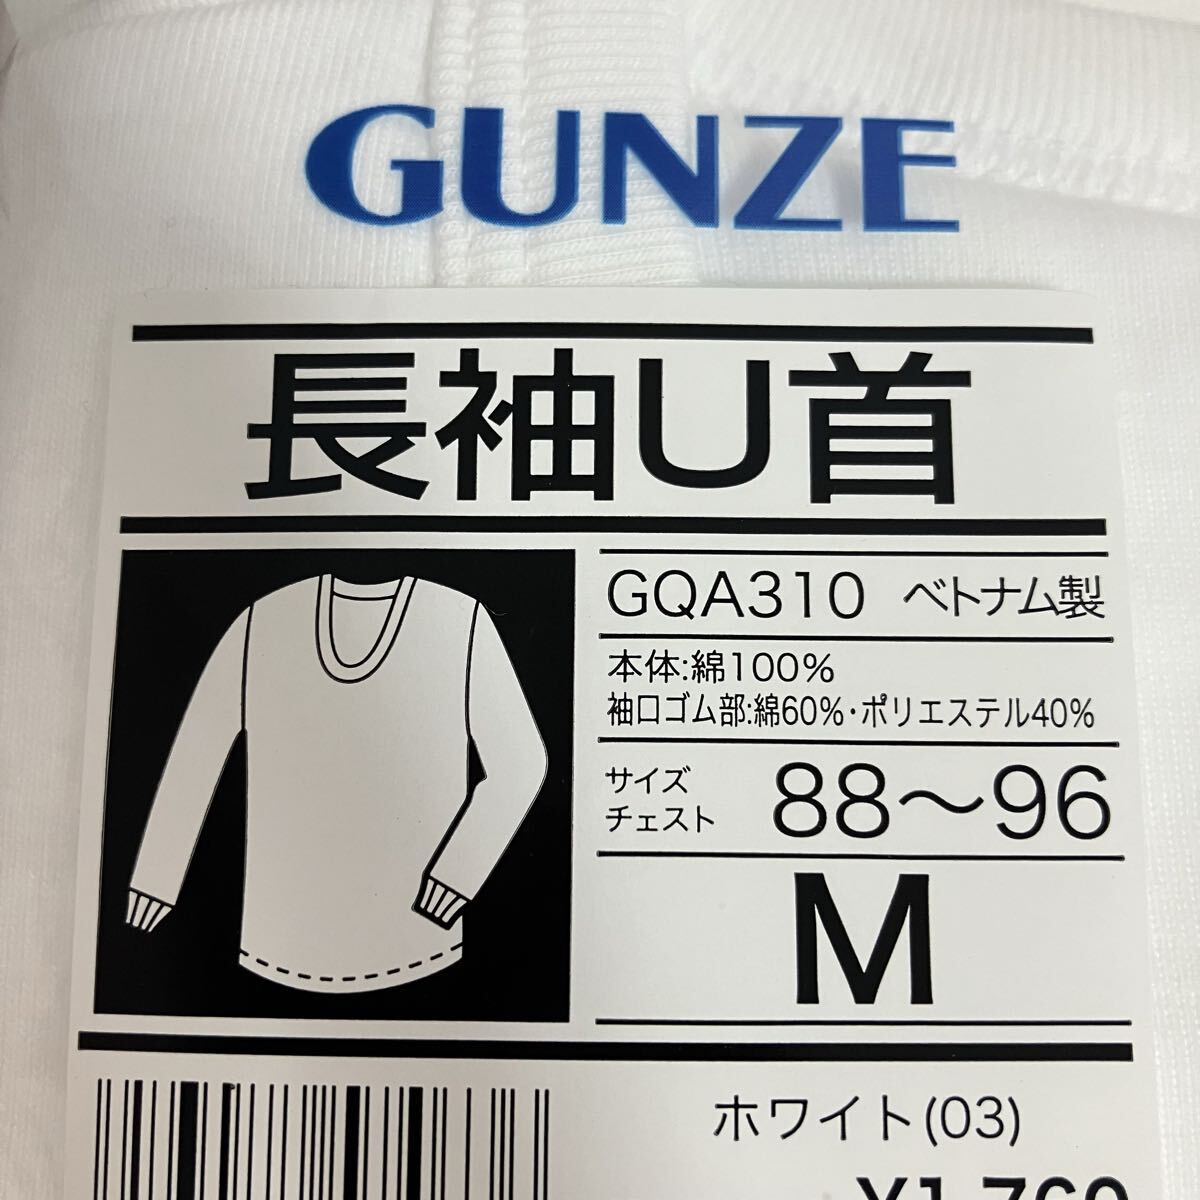 GUNZE
長袖U首
GQA310 ベトナム製
本体:綿100%
袖口ゴム部:綿60%・ポリエステル40%
サイズ
チェスト 88〜96
M
ホワイト(03)